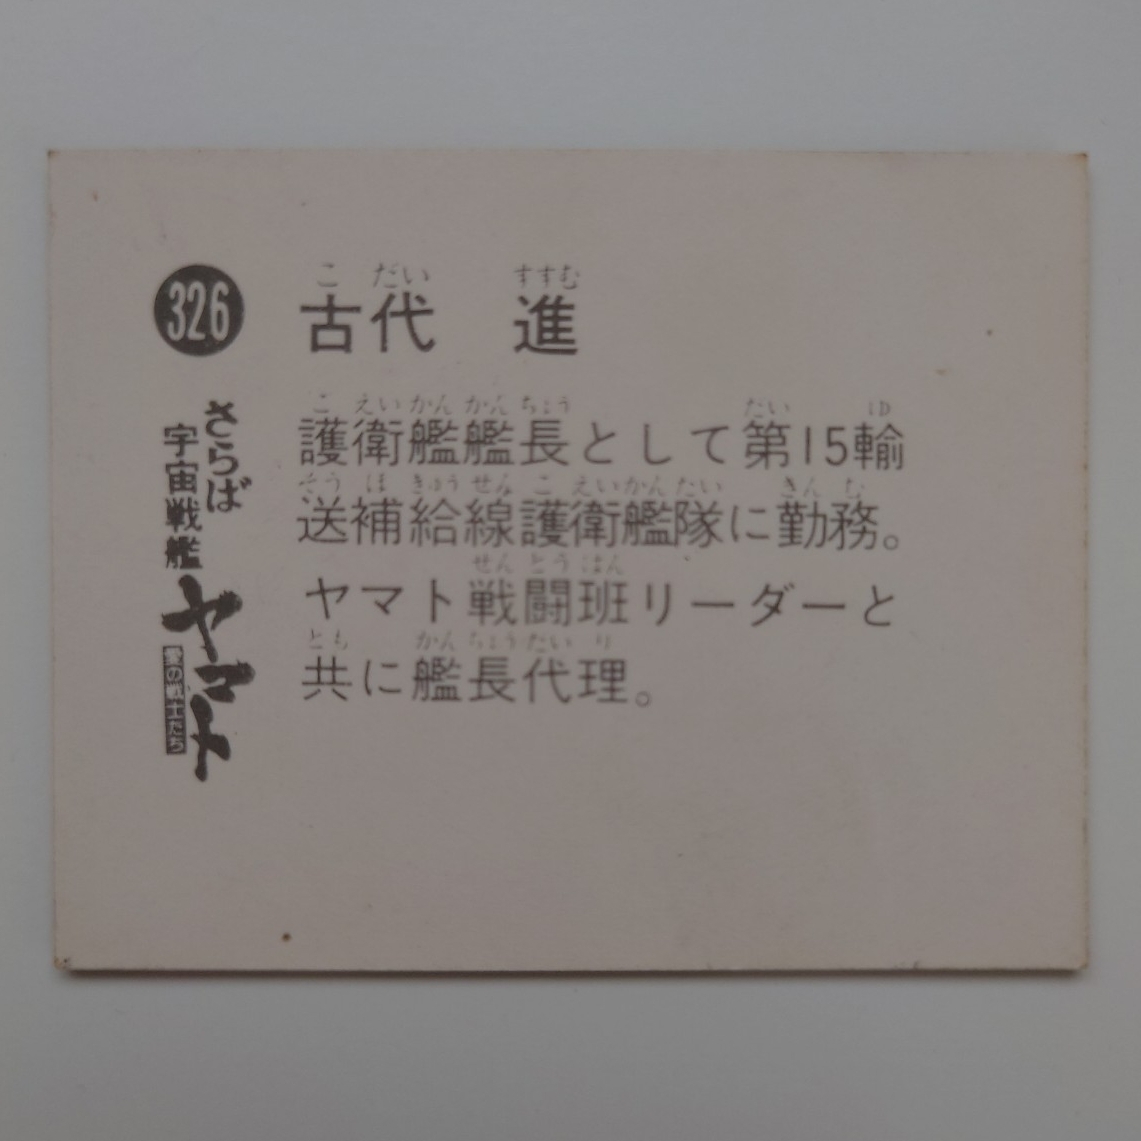 326
古代 進
こ だい すすむ
護衛艦艦長として第15輸
ご えい かん かん ちょう たい ゆ
送補給線護衛艦隊に勤務。
そう ほ きゅう せん ご えい かん たい きん む
ヤマト戦闘班リーダーと
せん とう はん
共に艦長代理。
とも かん ちょう たい り
さらば
宇宙戦艦
ヤマト
愛の戦士たち